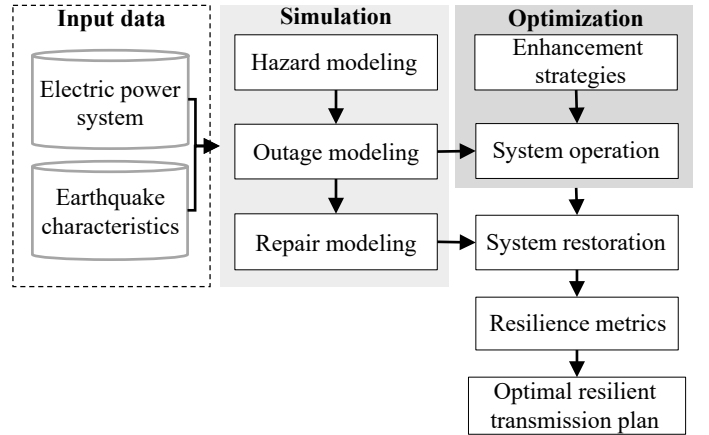 Input data
Electric power
system
Earthquake
characteristics
Simulation
Hazard modeling
Outage modeling
Repair modeling
Optimization
Enhancement
strategies
System operation
System restoration
Resilience metrics
Optimal resilient
transmission plan